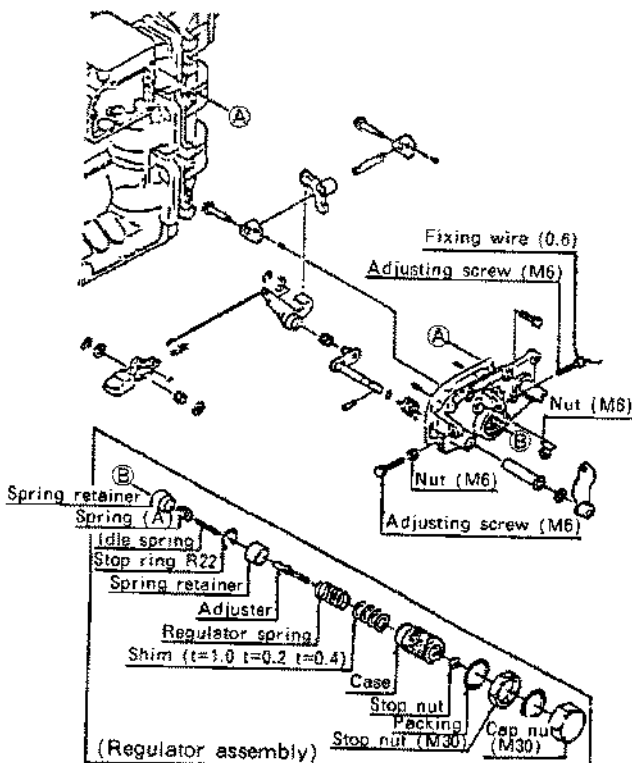 Ⓐ
Fixing wire (0.6)
Adjusting screw (M6)
Ⓐ
Nut (M6)
Ⓑ
Nut (M6)
Adjusting screw (M6)
Ⓑ
Spring retainer
Spring (A)
Idle spring
Stop ring R22
Spring retainer
Adjuster
Regulator spring
Shim (t=1.0 t=0.2 t=0.4)
Case
Stop nut
Packing
Stop nut (M30)
Cap nut
(M30)
(Regulator assembly)